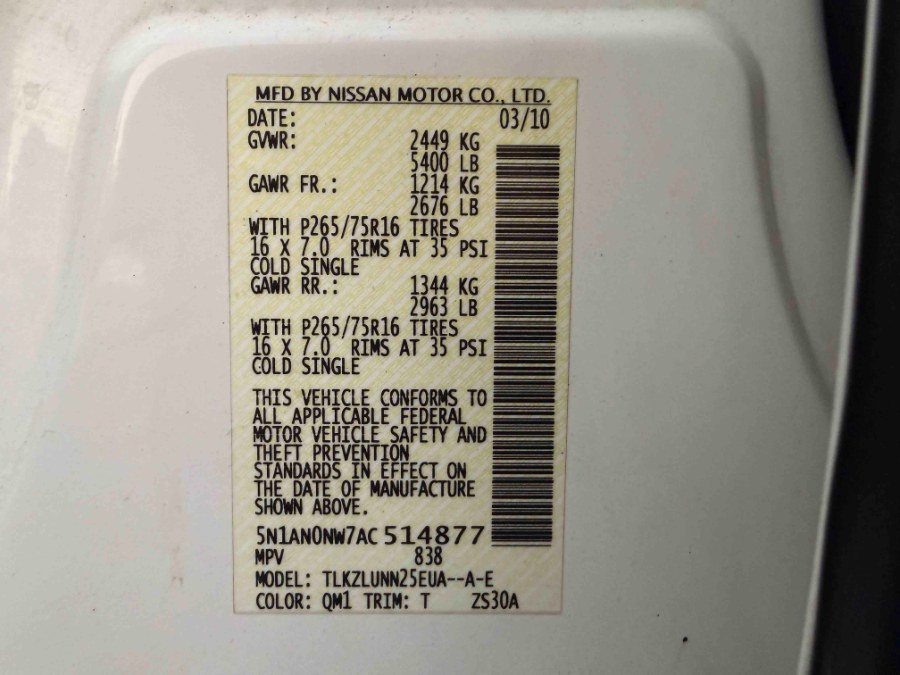 MFD BY NISSAN MOTOR CO., LTD.
DATE: 03/10
GVWR: 2449 KG
5400 LB
GAWR FR.: 1214 KG
2676 LB
WITH P265/75R16 TIRES
16 X 7.0 RIMS AT 35 PSI
COLD SINGLE
GAWR RR.: 1344 KG
2963 LB
WITH P265/75R16 TIRES
16 X 7.0 RIMS AT 35 PSI
COLD SINGLE
THIS VEHICLE CONFORMS TO
ALL APPLICABLE FEDERAL
MOTOR VEHICLE SAFETY AND
THEFT PREVENTION
STANDARDS IN EFFECT ON
THE DATE OF MANUFACTURE
SHOWN ABOVE.
5N1AN0NW7AC514877
MPV 838
MODEL: TLKZLUNN25EUA--A-E
COLOR: QM1 TRIM: T ZS30A